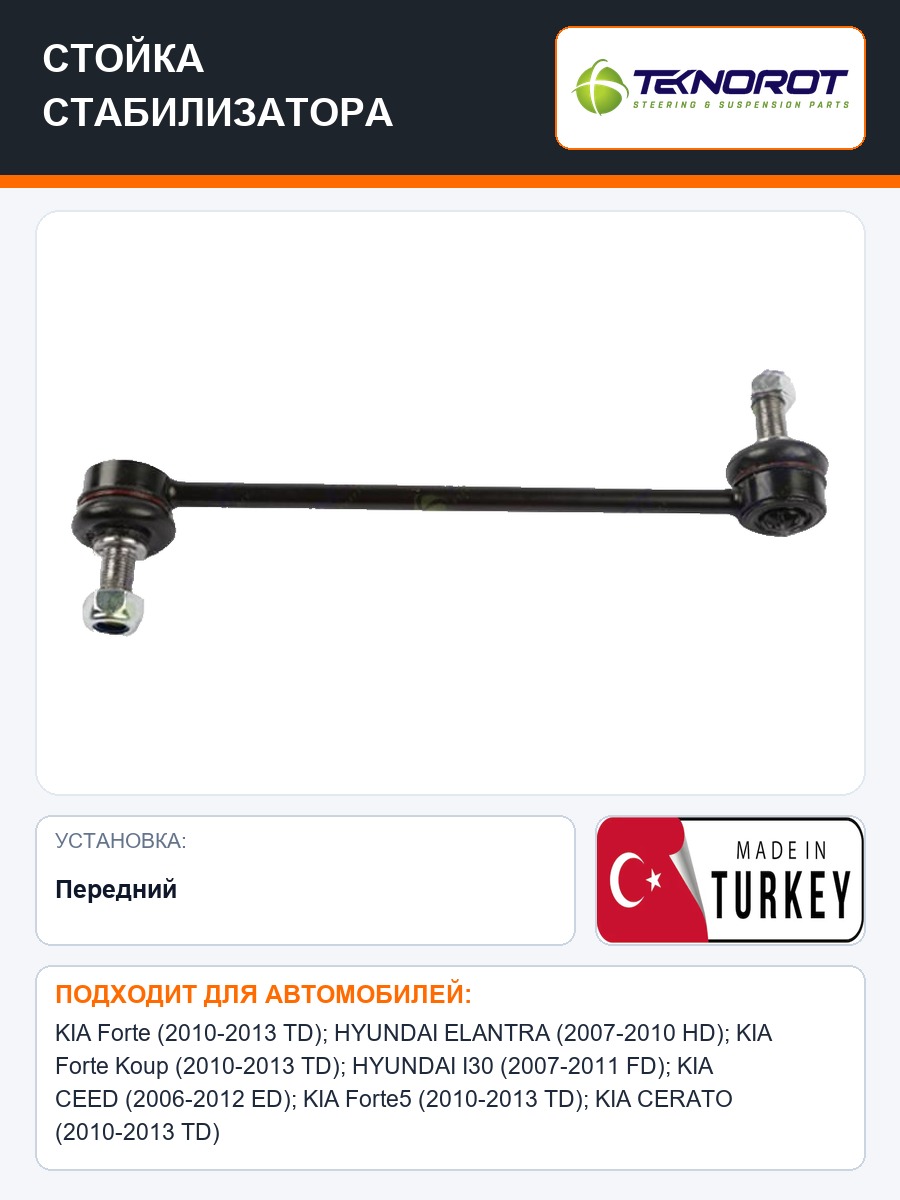 СТОЙКА
СТАБИЛИЗАТОРА
TEKNOROT
STEERING & SUSPENSION PARTS
УСТАНОВКА:
Передний
MADE IN
TURKEY
ПОДХОДИТ ДЛЯ АВТОМОБИЛЕЙ:
KIA Forte (2010-2013 TD); HYUNDAI ELANTRA (2007-2010 HD); KIA
Forte Koup (2010-2013 TD); HYUNDAI I30 (2007-2011 FD); KIA
CEED (2006-2012 ED); KIA Forte5 (2010-2013 TD); KIA CERATO
(2010-2013 TD)